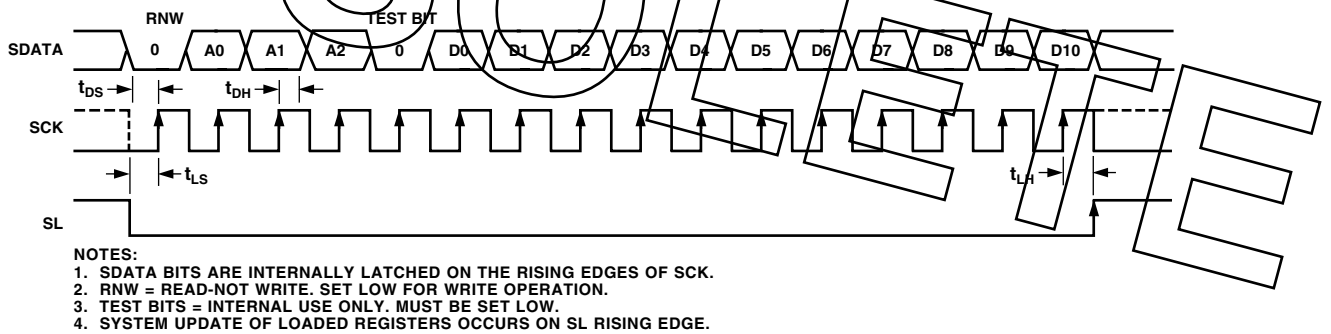 RNW TEST BIT
SDATA 0 A0 A1 A2 0 D0 D1 D2 D3 D4 D5 D6 D7 D8 D9 D10
tDS tDH
SCK
tLS tLH
SL
NOTES:
1. SDATA BITS ARE INTERNALLY LATCHED ON THE RISING EDGES OF SCK.
2. RNW = READ-NOT WRITE. SET LOW FOR WRITE OPERATION.
3. TEST BITS = INTERNAL USE ONLY. MUST BE SET LOW.
4. SYSTEM UPDATE OF LOADED REGISTERS OCCURS ON SL RISING EDGE.